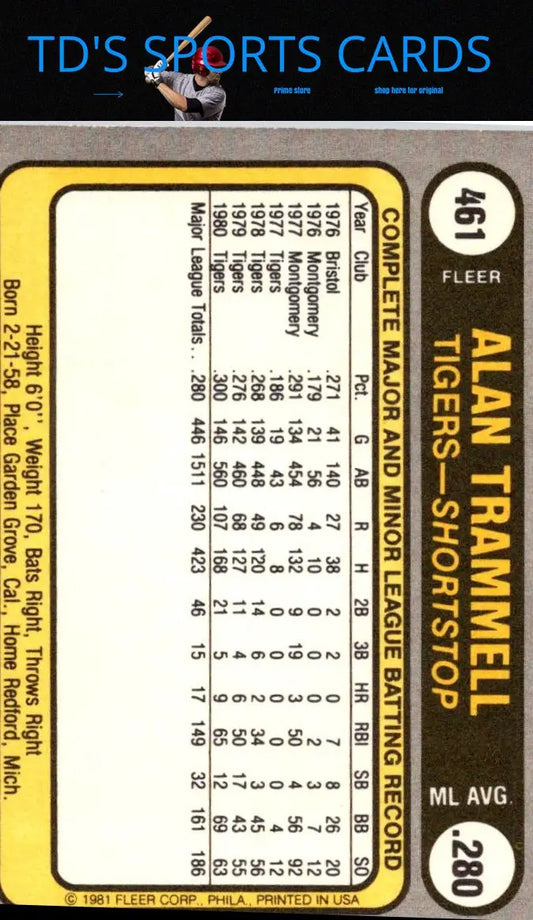 TD'S SPORTS CARDS
Prime store
shop here for original
461
FLEER
ALAN TRAMMELL
TIGERS—SHORTSTOP
ML AVG.
.280
COMPLETE MAJOR AND MINOR LEAGUE BATTING RECORD
Year Club Pct. G AB R H 2B 3B HR RBI SB BB SO
1976 Bristol .271 41 140 27 38 2 2 0 7 8 26 20
1976 Montgomery .179 21 56 4 10 0 0 0 2 3 7 12
1977 Montgomery .291 134 454 78 132 9 19 3 50 4 56 92
1977 Tigers .186 19 43 6 8 0 0 0 0 0 4 12
1978 Tigers .268 139 448 49 120 14 6 2 34 3 45 56
1979 Tigers .276 142 460 68 127 11 4 6 50 17 43 55
1980 Tigers .300 146 560 107 168 21 5 9 65 12 69 63
Major League Totals. . .280 446 1511 230 423 46 15 17 149 32 161 186
Height 6'0'', Weight 170, Bats Right, Throws Right
Born 2-21-58, Place Garden Grove, Cal., Home Redford, Mich.
© 1981 FLEER CORP., PHILA., PRINTED IN USA